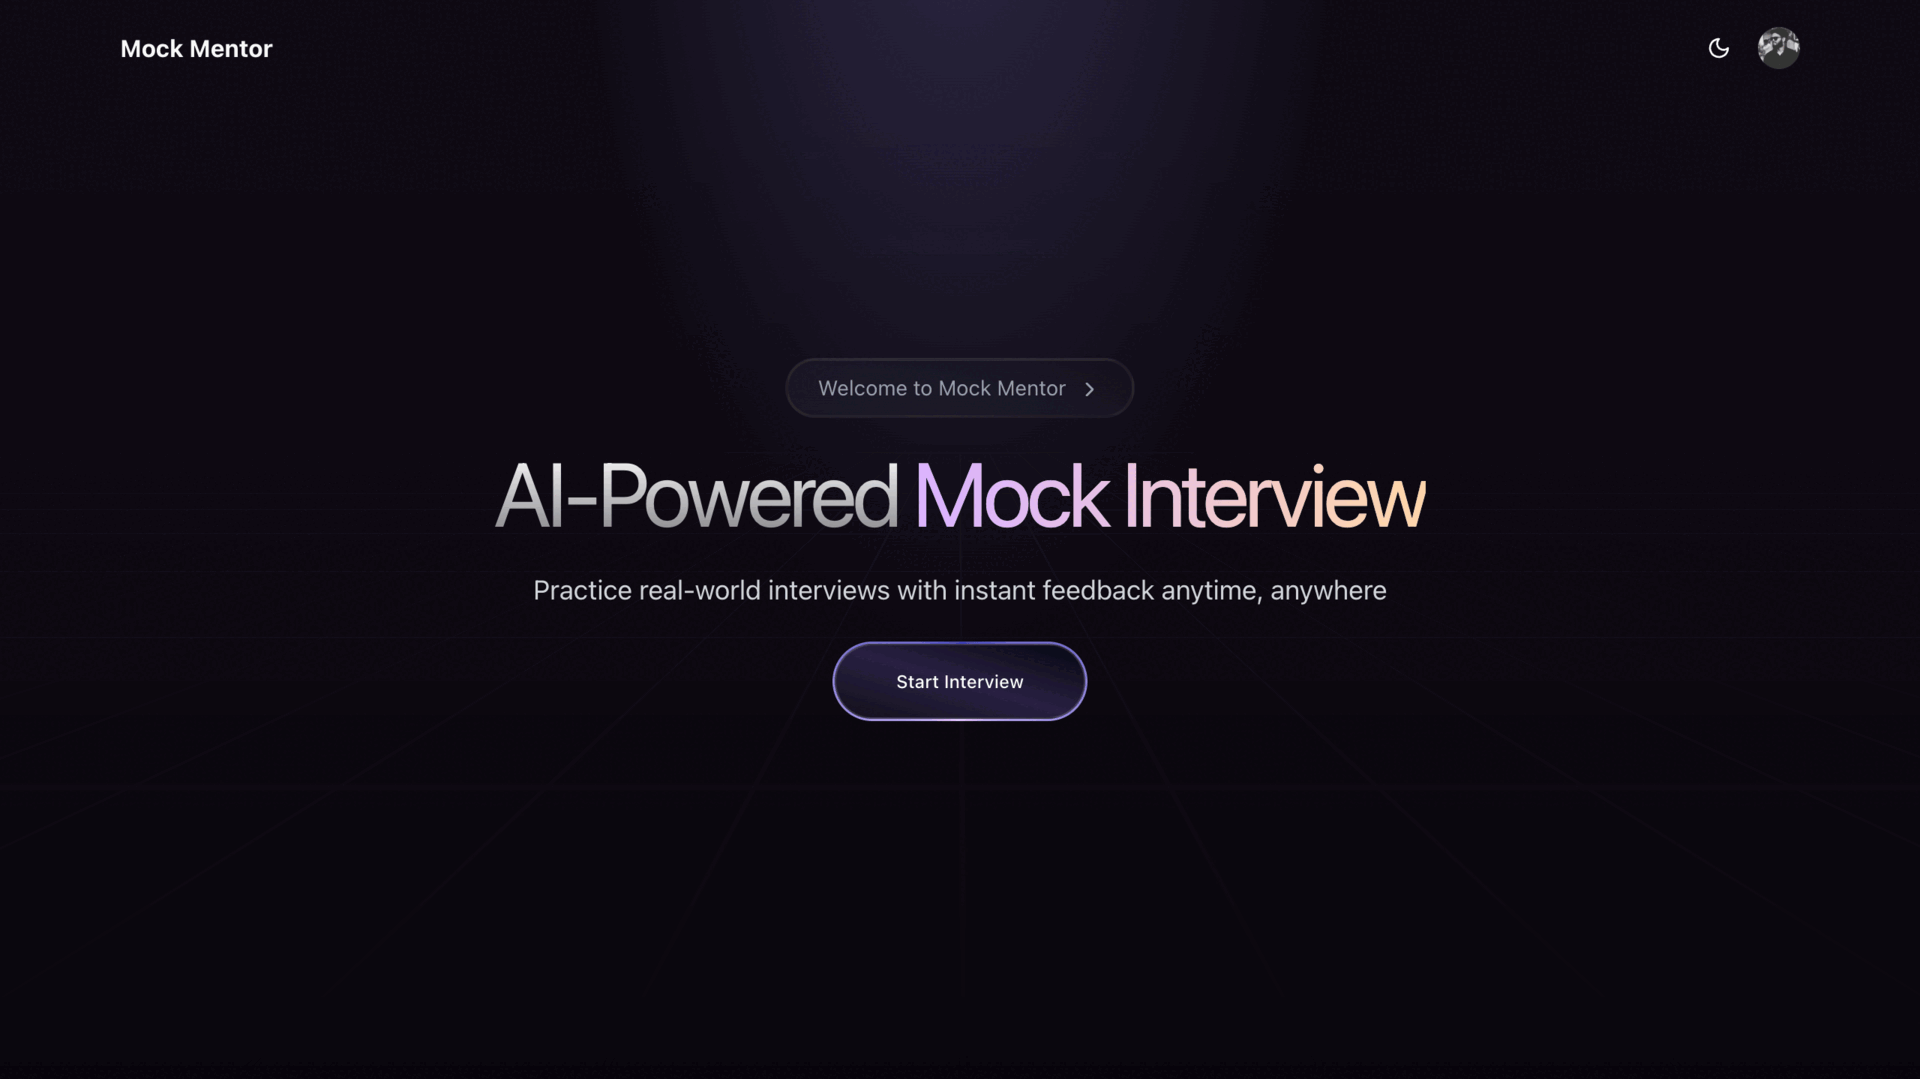 Mock Mentor
Welcome to Mock Mentor
AI-Powered Mock Interview
Practice real-world interviews with instant feedback anytime, anywhere
Start Interview